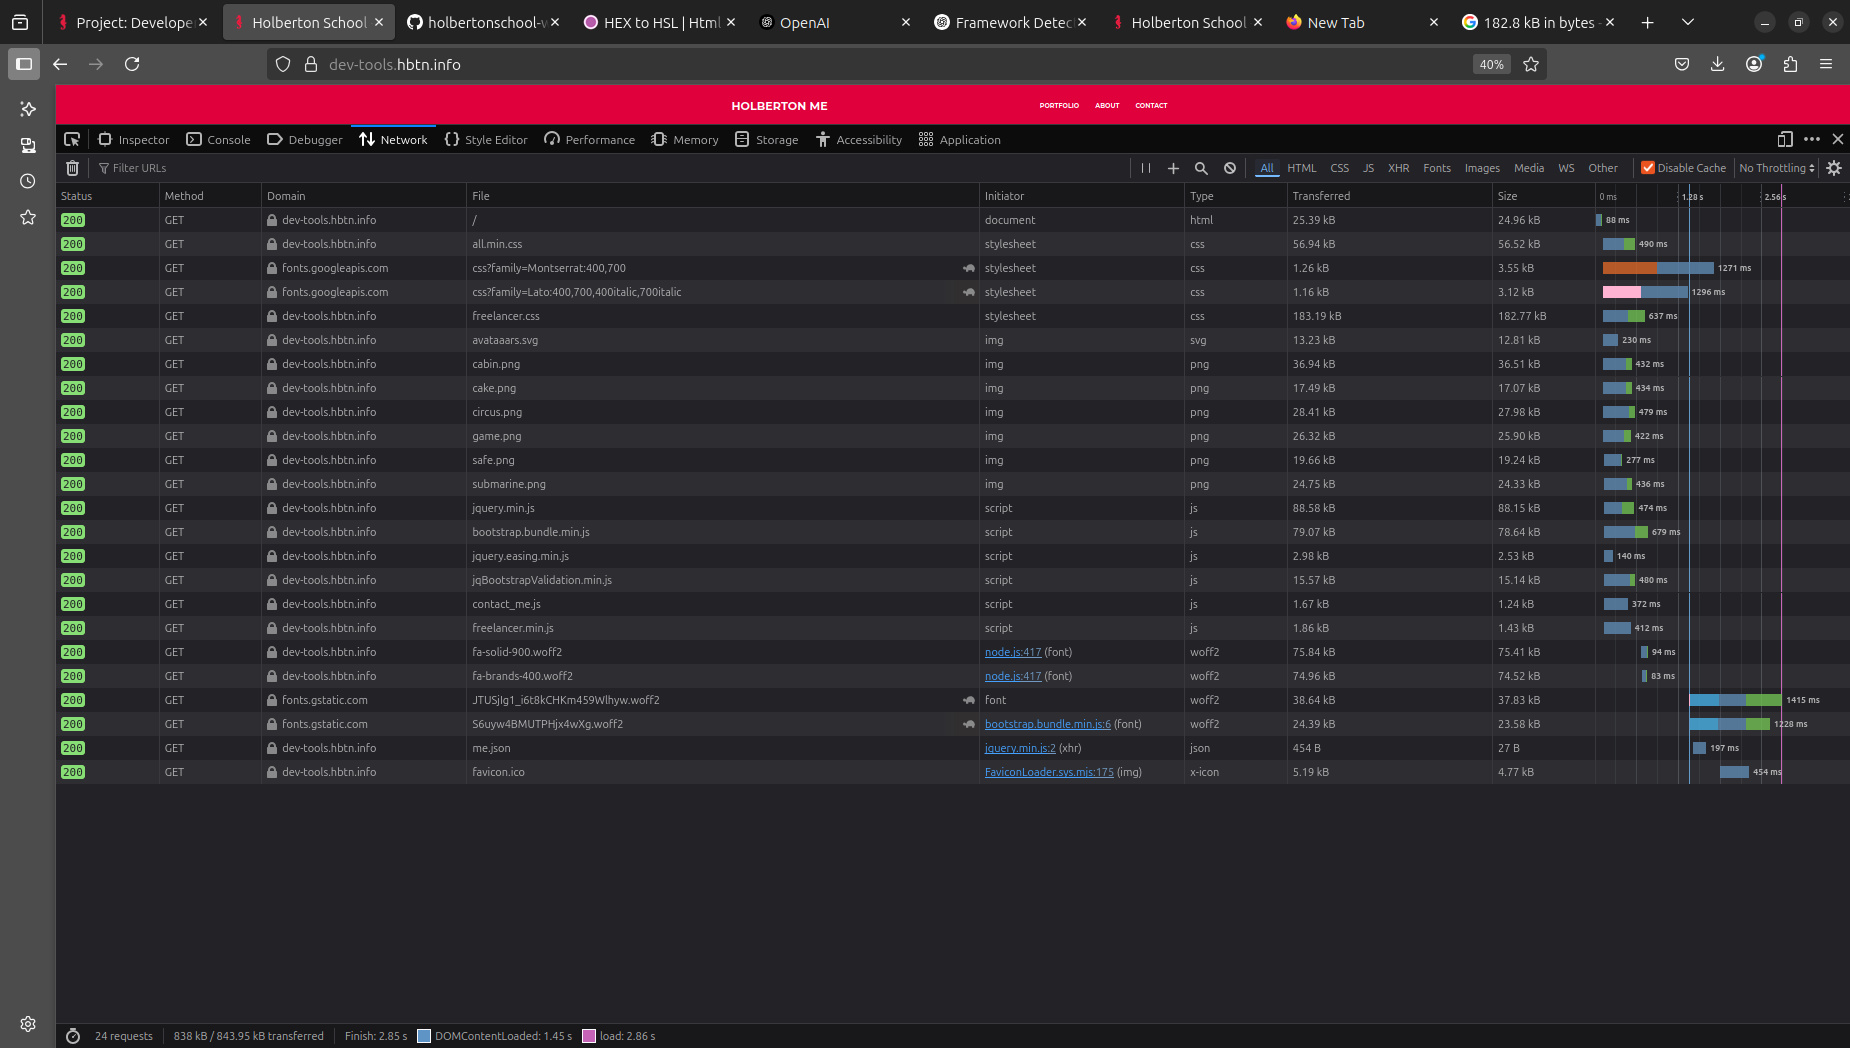 Project: Develope
Holberton School
holbertonschool-w
HEX to HSL | Html
OpenAI
Framework Detec
Holberton School
New Tab
182.8 kB in bytes -
dev-tools.hbtn.info
40%
HOLBERTON ME
PORTFOLIO ABOUT CONTACT
Inspector Console Debugger Network Style Editor Performance Memory Storage Accessibility Application
Filter URLs
All HTML CSS JS XHR Fonts Images Media WS Other Disable Cache No Throttling
Status Method Domain File Initiator Type Transferred Size 0 ms 1.28 s 2.56 s
200 GET dev-tools.hbtn.info / document html 25.39 kB 24.96 kB 88 ms
200 GET dev-tools.hbtn.info all.min.css stylesheet css 56.94 kB 56.52 kB 490 ms
200 GET fonts.googleapis.com css?family=Montserrat:400,700 stylesheet css 1.26 kB 3.55 kB 1271 ms
200 GET fonts.googleapis.com css?family=Lato:400,700,400italic,700italic stylesheet css 1.16 kB 3.12 kB 1296 ms
200 GET dev-tools.hbtn.info freelancer.css stylesheet css 183.19 kB 182.77 kB 637 ms
200 GET dev-tools.hbtn.info avataaars.svg img svg 13.23 kB 12.81 kB 230 ms
200 GET dev-tools.hbtn.info cabin.png img png 36.94 kB 36.51 kB 432 ms
200 GET dev-tools.hbtn.info cake.png img png 17.49 kB 17.07 kB 434 ms
200 GET dev-tools.hbtn.info circus.png img png 28.41 kB 27.98 kB 479 ms
200 GET dev-tools.hbtn.info game.png img png 26.32 kB 25.90 kB 422 ms
200 GET dev-tools.hbtn.info safe.png img png 19.66 kB 19.24 kB 277 ms
200 GET dev-tools.hbtn.info submarine.png img png 24.75 kB 24.33 kB 436 ms
200 GET dev-tools.hbtn.info jquery.min.js script js 88.58 kB 88.15 kB 474 ms
200 GET dev-tools.hbtn.info bootstrap.bundle.min.js script js 79.07 kB 78.64 kB 679 ms
200 GET dev-tools.hbtn.info jquery.easing.min.js script js 2.98 kB 2.53 kB 140 ms
200 GET dev-tools.hbtn.info jqBootstrapValidation.min.js script js 15.57 kB 15.14 kB 480 ms
200 GET dev-tools.hbtn.info contact_me.js script js 1.67 kB 1.24 kB 372 ms
200 GET dev-tools.hbtn.info freelancer.min.js script js 1.86 kB 1.43 kB 412 ms
200 GET dev-tools.hbtn.info fa-solid-900.woff2 node.js:417 (font) woff2 75.84 kB 75.41 kB 94 ms
200 GET dev-tools.hbtn.info fa-brands-400.woff2 node.js:417 (font) woff2 74.96 kB 74.52 kB 83 ms
200 GET fonts.gstatic.com JTUSjIg1_i6t8kCHKm459Wlhyw.woff2 font woff2 38.64 kB 37.83 kB 1415 ms
200 GET fonts.gstatic.com S6uyw4BMUTPHjx4wXg.woff2 bootstrap.bundle.min.js:6 (font) woff2 24.39 kB 23.58 kB 1228 ms
200 GET dev-tools.hbtn.info me.json jquery.min.js:2 (xhr) json 454 B 27 B 197 ms
200 GET dev-tools.hbtn.info favicon.ico FaviconLoader.sys.mjs:175 (img) x-icon 5.19 kB 4.77 kB 454 ms
24 requests 838 kB / 843.95 kB transferred Finish: 2.85 s DOMContentLoaded: 1.45 s load: 2.86 s